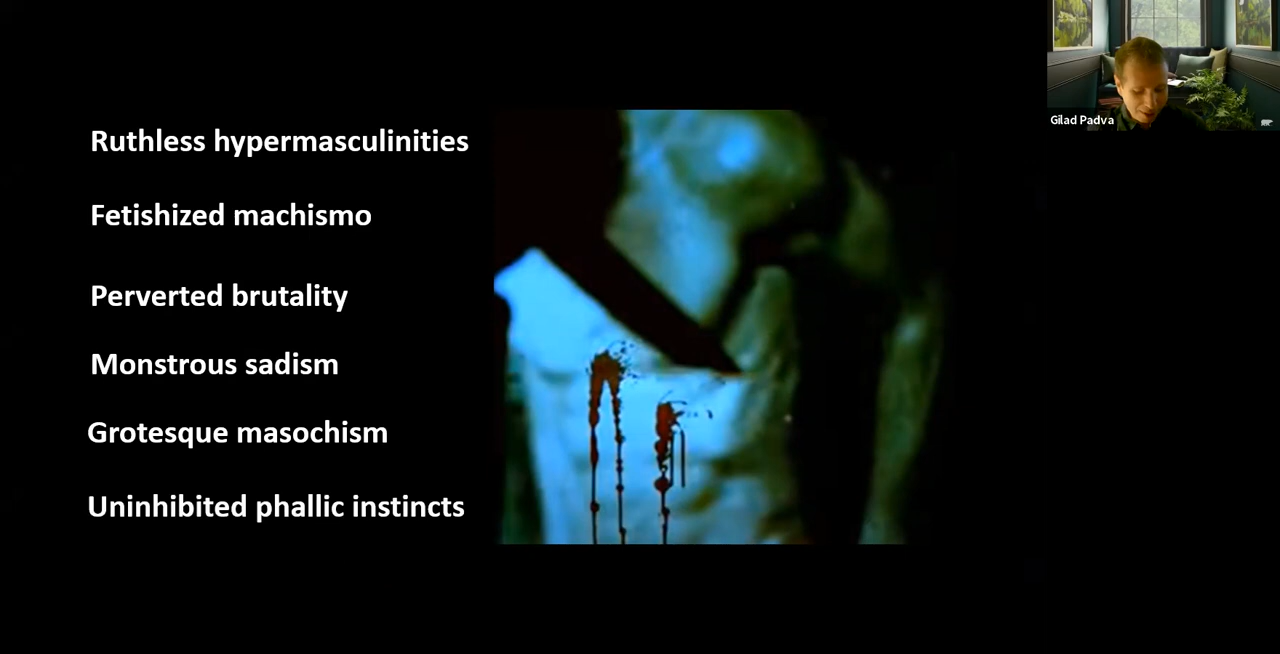 Ruthless hypermasculinities
Fetishized machismo
Perverted brutality
Monstrous sadism
Grotesque masochism
Uninhibited phallic instincts
Gilad Padva